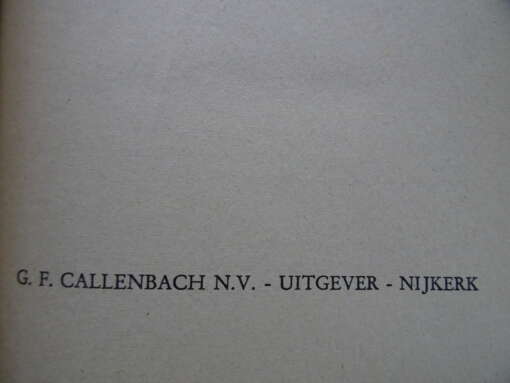 G. F. CALLENBACH N.V. - UITGEVER - NIJKERK